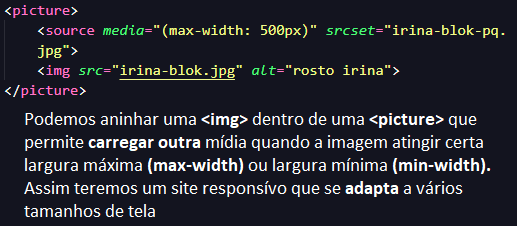 <picture>
<source media="(max-width: 500px)" srcset="irina-blok-pq.
jpg">
<img src="irina-blok.jpg" alt="rosto irina">
</picture>
Podemos aninhar uma <img> dentro de uma <picture> que
permite carregar outra mídia quando a imagem atingir certa
largura máxima (max-width) ou largura mínima (min-width).
Assim teremos um site responsívo que se adapta a vários
tamanhos de tela